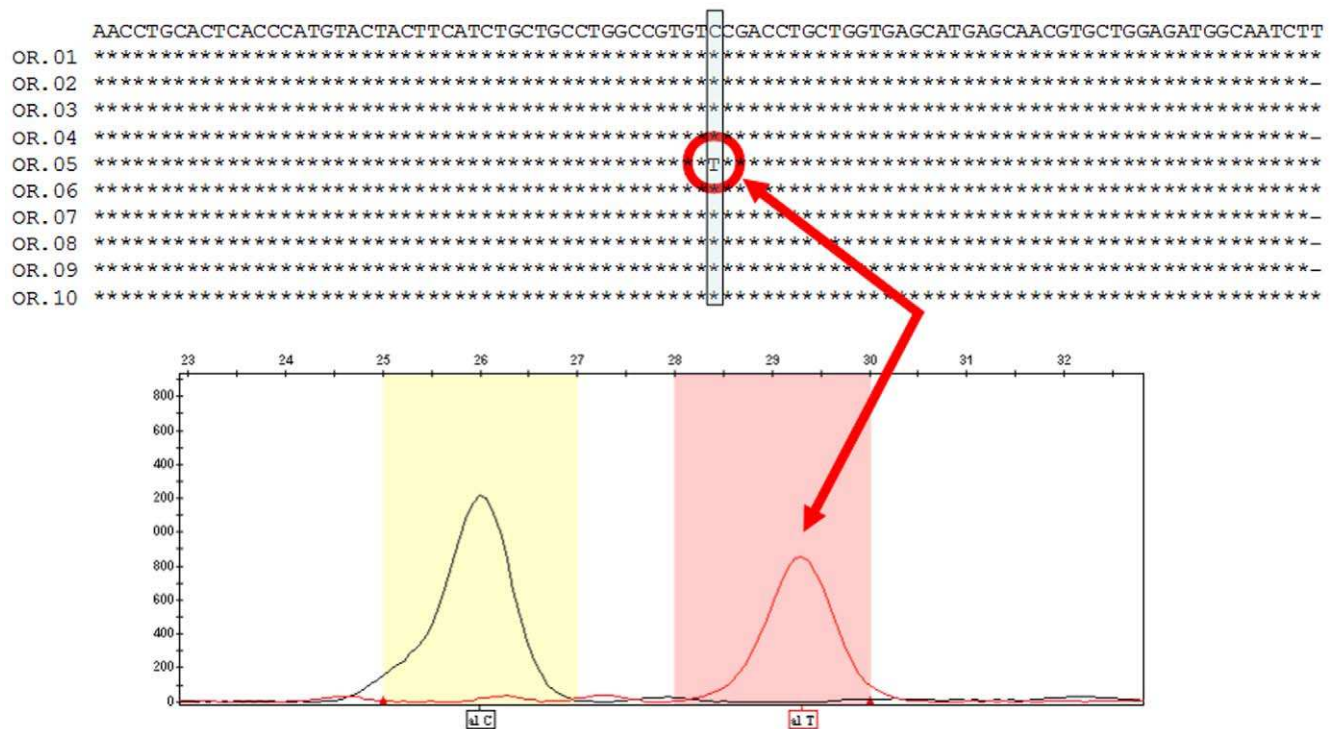 AACCTGCACTCACCCATGTACTACTTCATCTGCTGCCTGGCCGTGTCCGACCTGCTGGTGAGCATGAGCAACGTGCTGGAGATGGCAATCTT
OR.01 ********************************************************************************************
OR.02 *******************************************************************************************-
OR.03 ********************************************************************************************
OR.04 *******************************************************************************************-
OR.05 **********************************************T*********************************************
OR.06 ********************************************************************************************
OR.07 *******************************************************************************************-
OR.08 *******************************************************************************************-
OR.09 *******************************************************************************************-
OR.10 ********************************************************************************************
23 24 25 26 27 28 29 30 31 32
800
600
400
200
000
800
600
400
200
0
al C al T